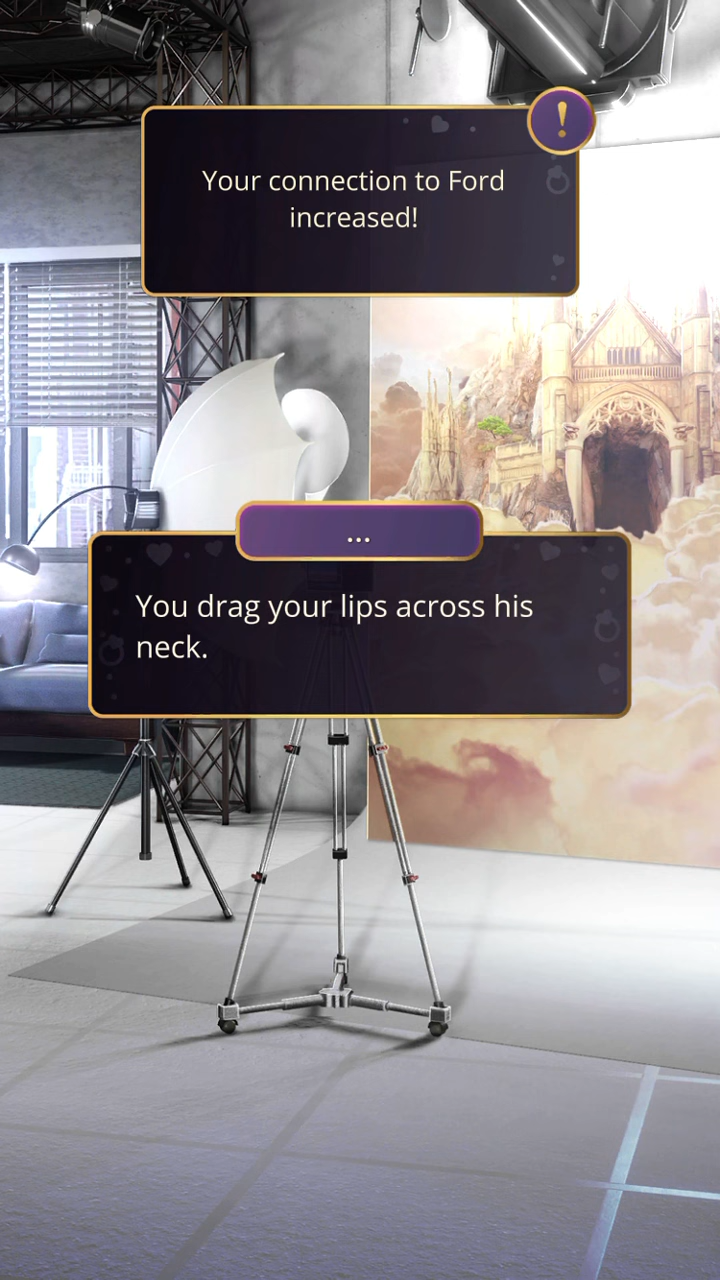 !
Your connection to Ford
increased!
...
You drag your lips across his
neck.